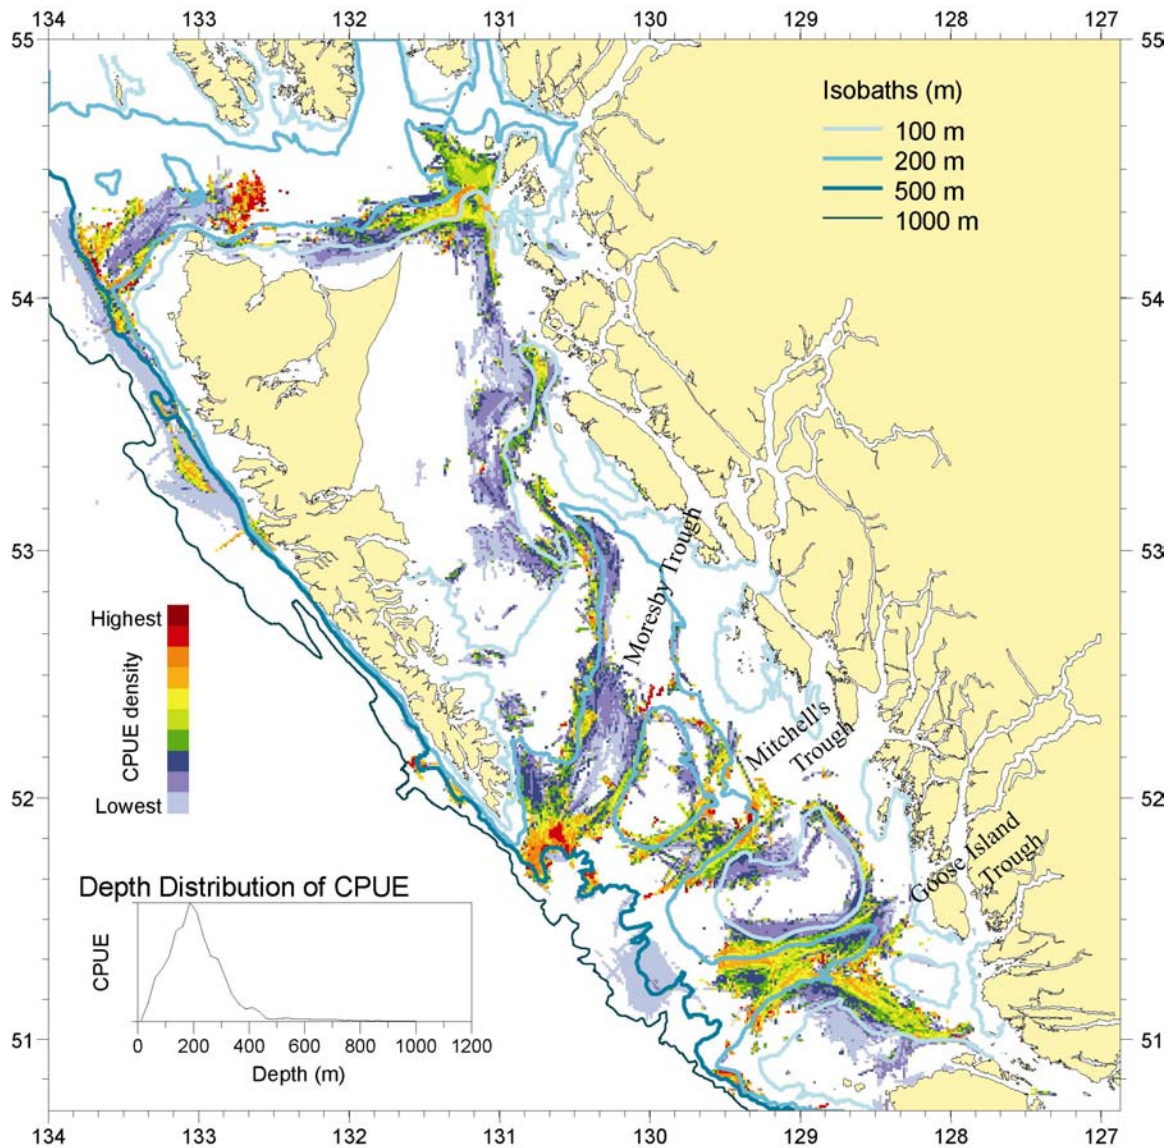 134 133 132 131 130 129 128 127
55 55
Isobaths (m)
100 m
200 m
500 m
1000 m
54 54
53 53
Moresby Trough
Highest
CPUE density
Lowest
Mitchell's
Trough
52 52
Goose Island
Trough
Depth Distribution of CPUE
CPUE
0 200 400 600 800 1000 1200
Depth (m)
51 51
134 133 132 131 130 129 128 127